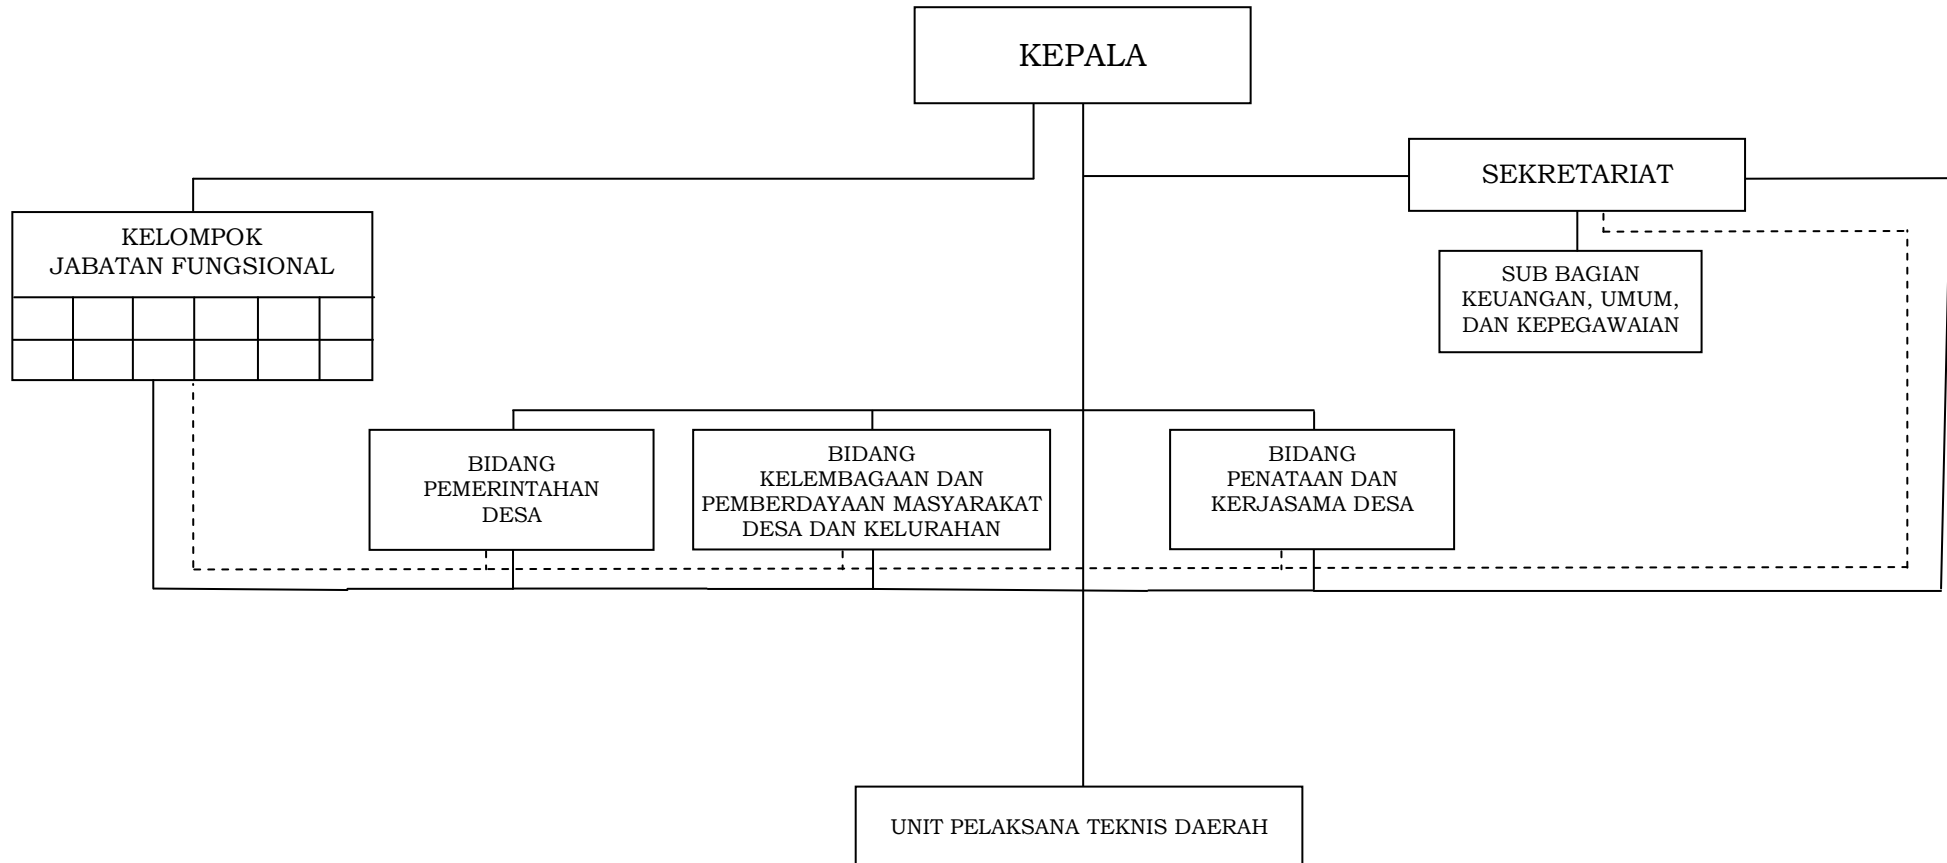 KEPALA
SEKRETARIAT
KELOMPOK
JABATAN FUNGSIONAL
SUB BAGIAN
KEUANGAN, UMUM,
DAN KEPEGAWAIAN
BIDANG
PEMERINTAHAN
DESA
BIDANG
KELEMBAGAAN DAN
PEMBERDAYAAN MASYARAKAT
DESA DAN KELURAHAN
BIDANG
PENATAAN DAN
KERJASAMA DESA
UNIT PELAKSANA TEKNIS DAERAH